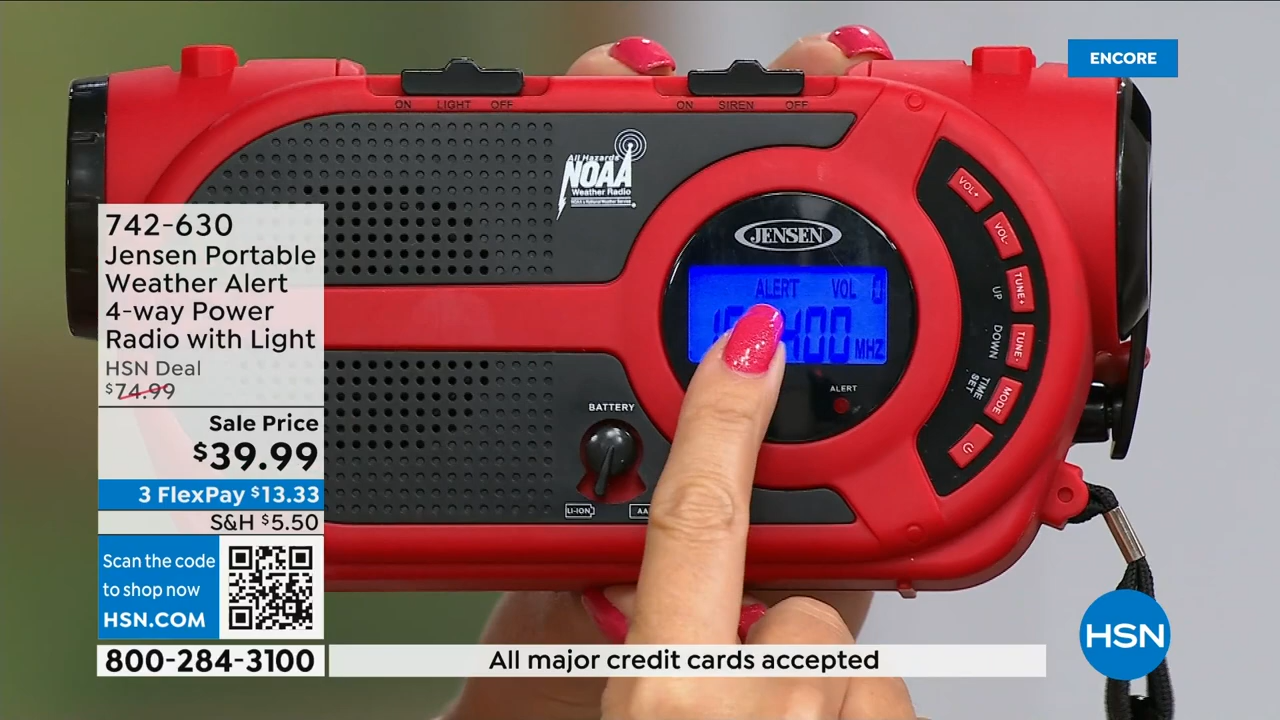 ENCORE
ON LIGHT OFF
ON SIREN OFF
All Hazards
NOAA
Weather Radio
JENSEN
ALERT VOL 0
MHZ
ALERT
VOL+
VOL-
TUNE+
UP
TUNE-
DOWN
MODE
TIME SET
BATTERY
LI-ION
AA
742-630
Jensen Portable
Weather Alert
4-way Power
Radio with Light
HSN Deal
$74.99
Sale Price
$39.99
3 FlexPay $13.33
S&H $5.50
Scan the code
to shop now
HSN.COM
800-284-3100
All major credit cards accepted
HSN